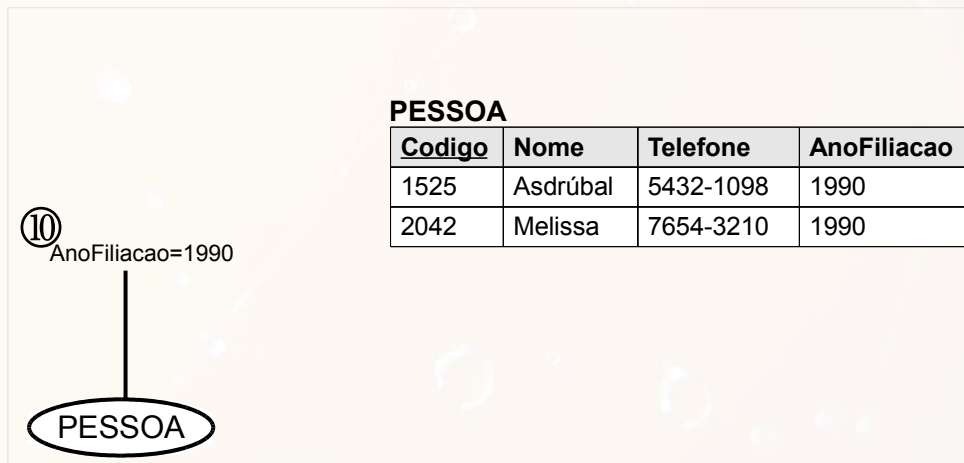 PESSOA
Codigo Nome Telefone AnoFiliacao
1525 Asdrúbal 5432-1098 1990
2042 Melissa 7654-3210 1990
⑩
AnoFiliacao=1990
PESSOA